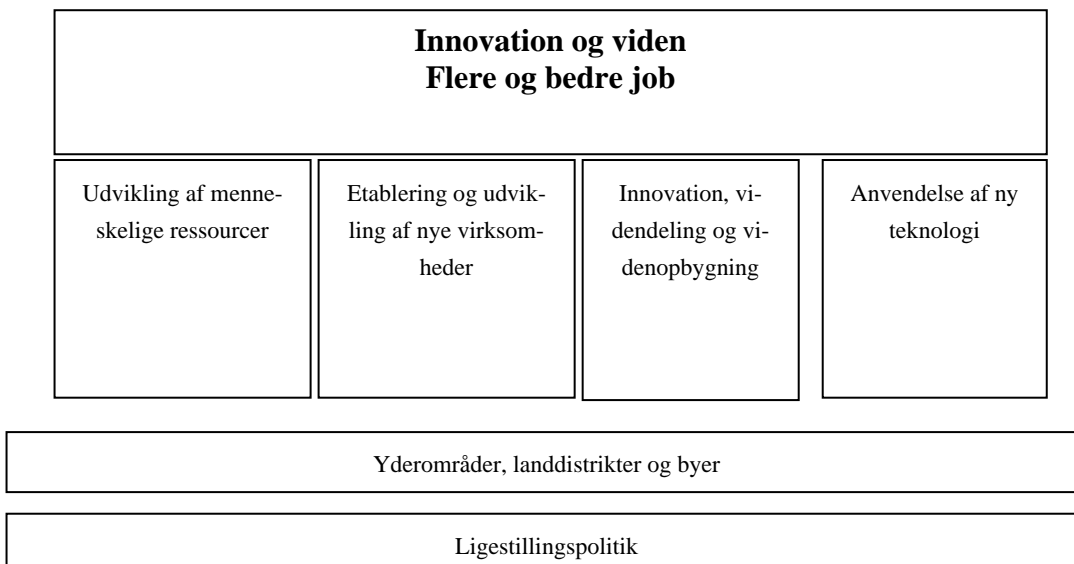 Innovation og viden
Flere og bedre job
Udvikling af menne-
skelige ressourcer
Etablering og udvik-
ling af nye virksom-
heder
Innovation, vi-
dendeling og vi-
denopbygning
Anvendelse af ny
teknologi
Yderområder, landdistrikter og byer
Ligestillingspolitik